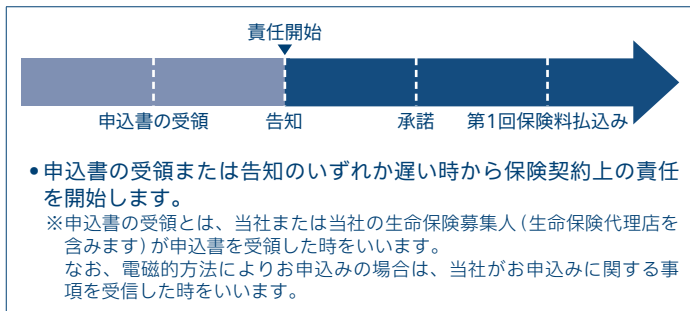 責任開始
申込書の受領 告知 承諾 第1回保険料払込み
•申込書の受領または告知のいずれか遅い時から保険契約上の責任
を開始します。
※申込書の受領とは、当社または当社の生命保険募集人(生命保険代理店を
含みます)が申込書を受領した時をいいます。
なお、電磁的方法によりお申込みの場合は、当社がお申込みに関する事
項を受信した時をいいます。